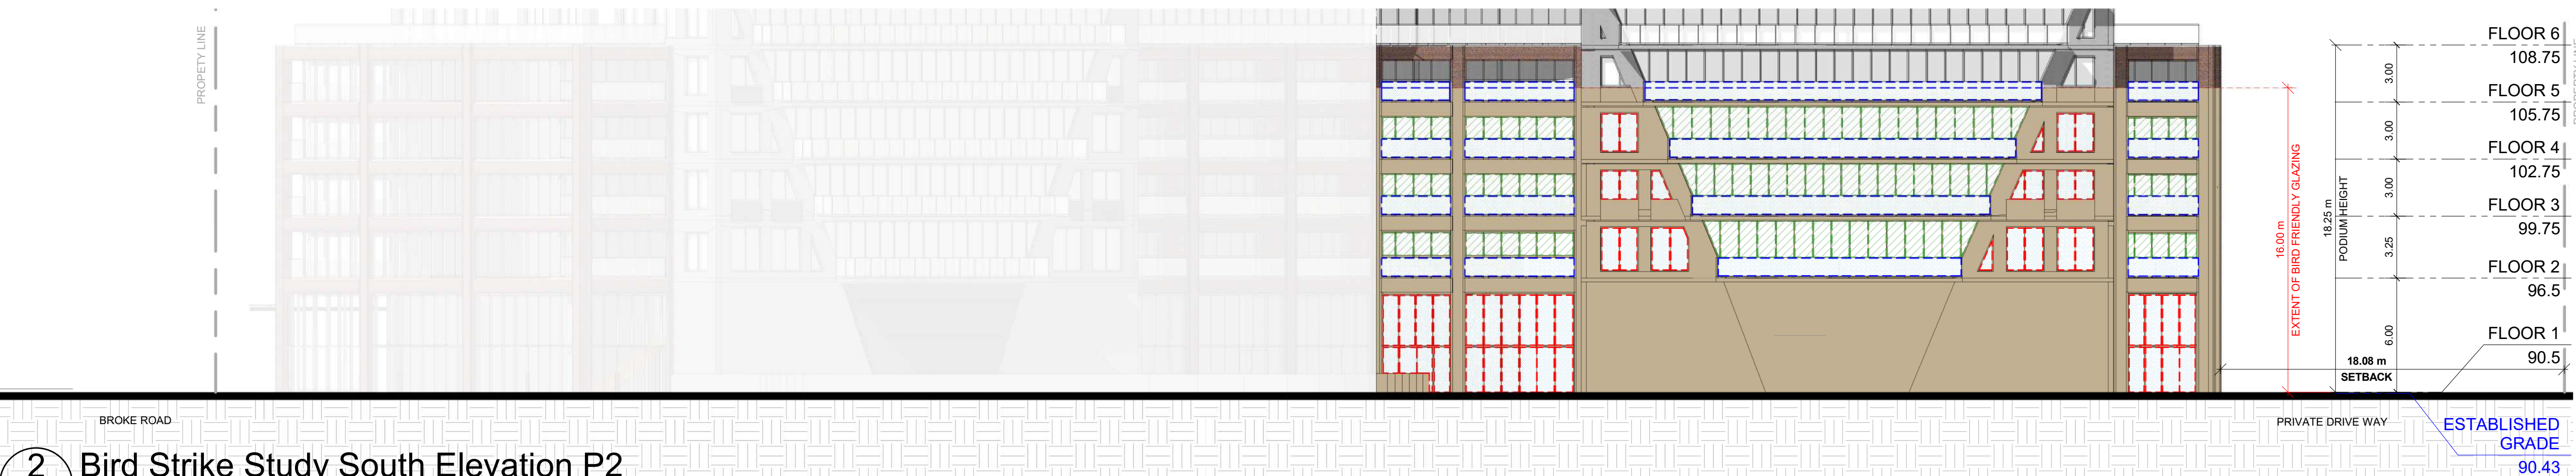 PROPETY LINE
FLOOR 6
108.75
FLOOR 5
105.75
FLOOR 4
102.75
FLOOR 3
99.75
FLOOR 2
96.5
FLOOR 1
90.5
3.00
3.00
3.00
3.25
6.00
18.25 m
PODIUM HEIGHT
16.00 m
EXTENT OF BIRD FRIENDLY GLAZING
18.08 m
SETBACK
BROKE ROAD
PRIVATE DRIVE WAY
ESTABLISHED
GRADE
90.43
2
Bird Strike Study South Elevation P2